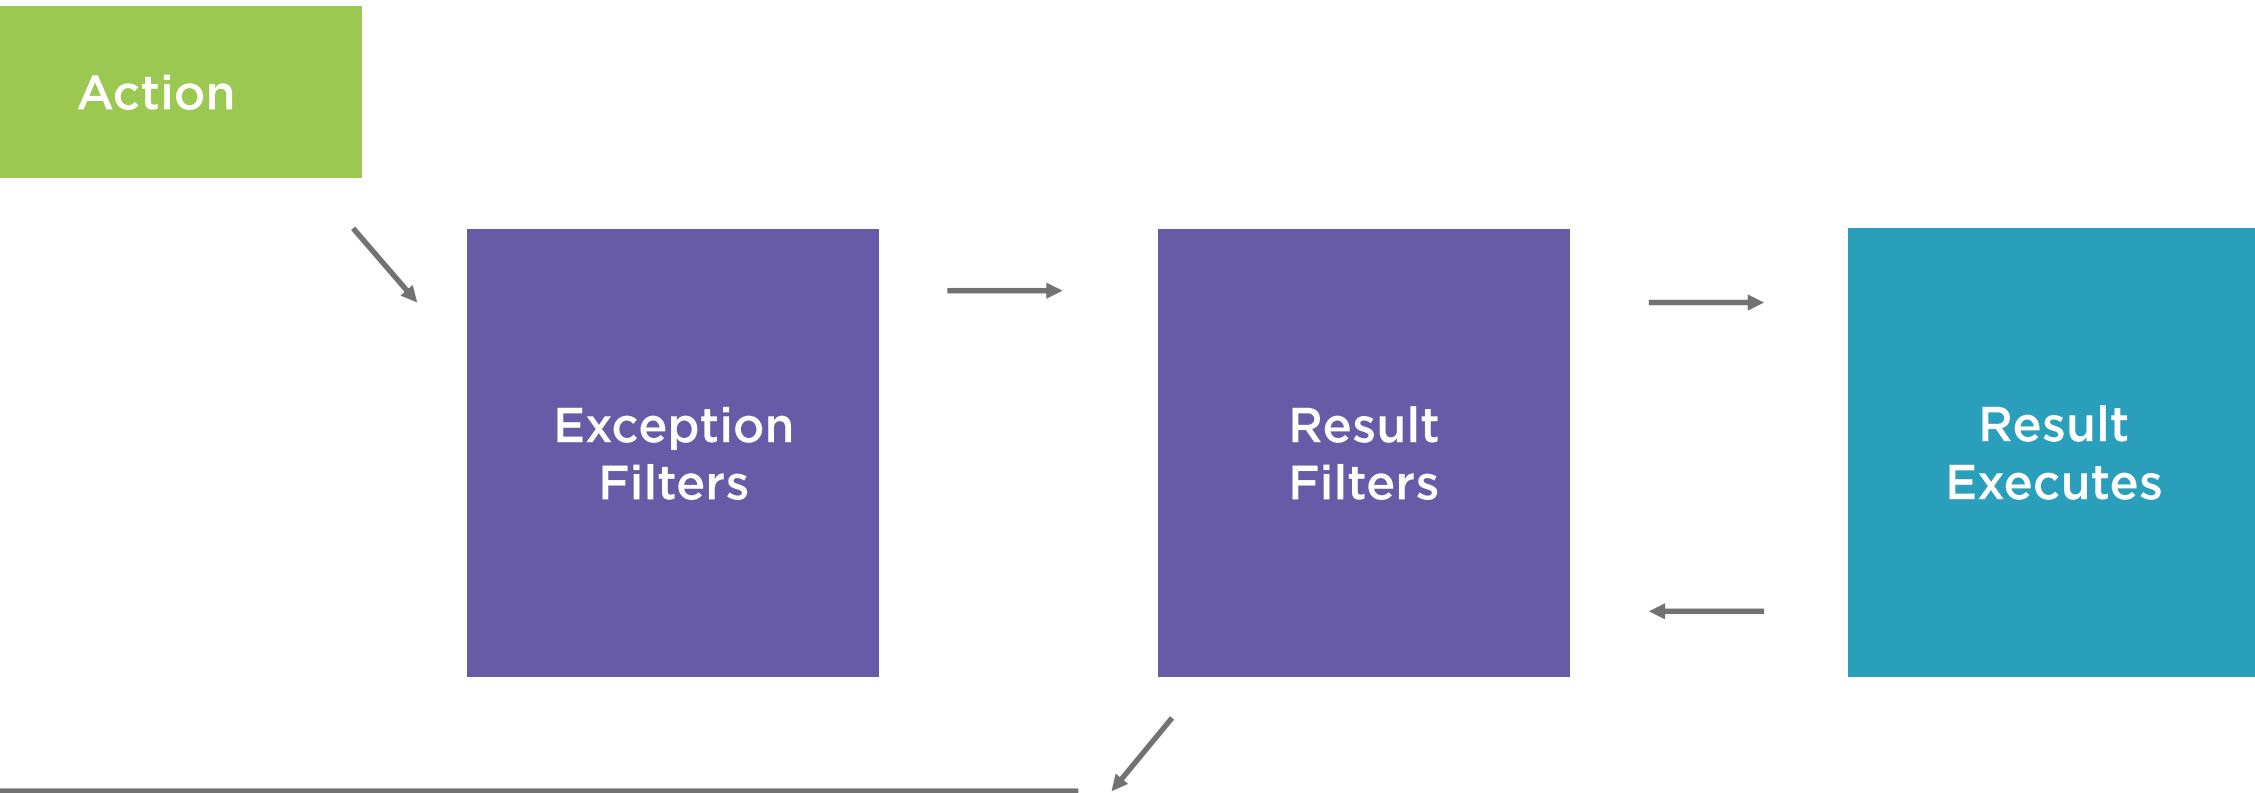 Action
Exception
Filters
Result
Filters
Result
Executes